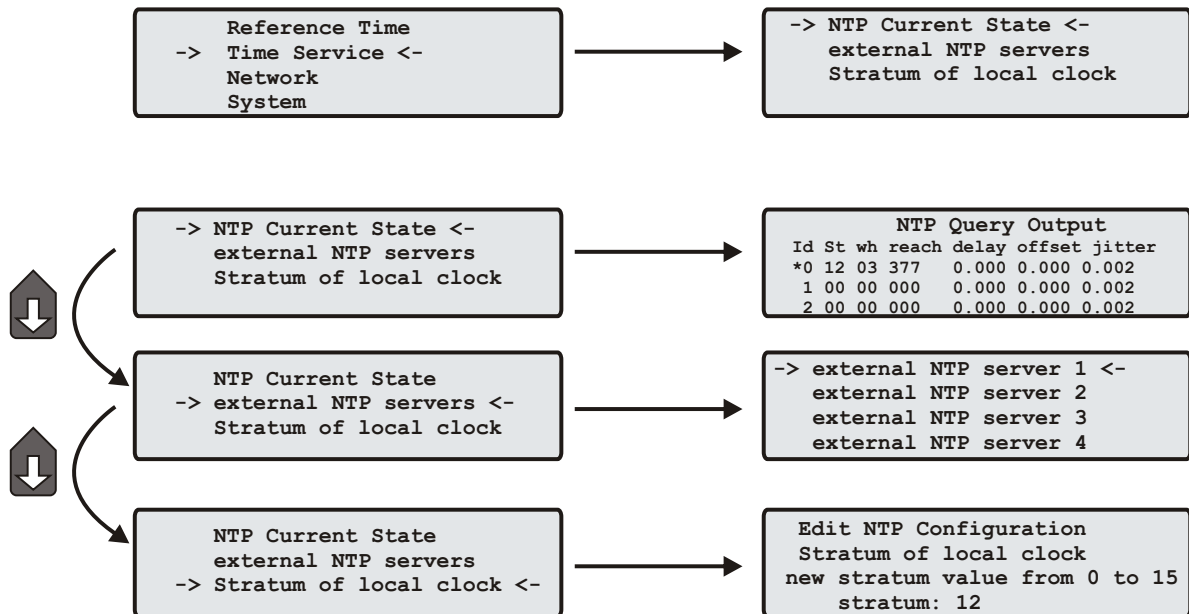 Reference Time
-> Time Service <-
Network
System
-> NTP Current State <-
external NTP servers
Stratum of local clock
-> NTP Current State <-
external NTP servers
Stratum of local clock
NTP Query Output
Id St wh reach delay offset jitter
*0 12 03 377 0.000 0.000 0.002
1 00 00 000 0.000 0.000 0.002
2 00 00 000 0.000 0.000 0.002
NTP Current State
-> external NTP servers <-
Stratum of local clock
-> external NTP server 1 <-
external NTP server 2
external NTP server 3
external NTP server 4
NTP Current State
external NTP servers
-> Stratum of local clock <-
Edit NTP Configuration
Stratum of local clock
new stratum value from 0 to 15
stratum: 12